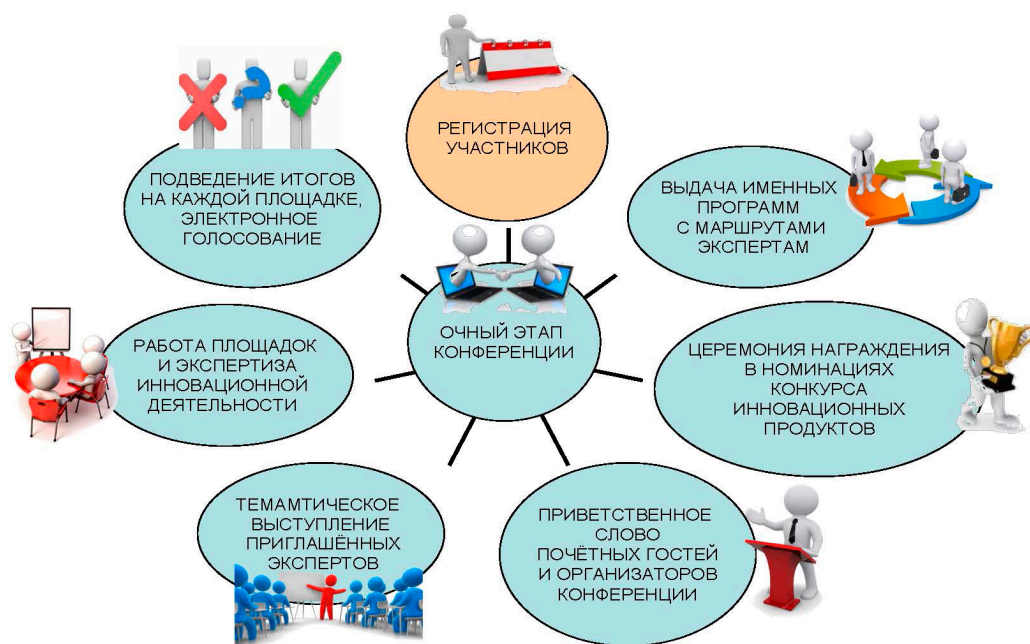 РЕГИСТРАЦИЯ
УЧАСТНИКОВ
ВЫДАЧА ИМЕННЫХ
ПРОГРАММ
С МАРШРУТАМИ
ЭКСПЕРТАМ
ЦЕРЕМОНИЯ НАГРАЖДЕНИЯ
В НОМИНАЦИЯХ
КОНКУРСА
ИННОВАЦИОННЫХ
ПРОДУКТОВ
ПРИВЕТСТВЕННОЕ
СЛОВО
ПОЧЁТНЫХ ГОСТЕЙ
И ОРГАНИЗАТОРОВ
КОНФЕРЕНЦИИ
ТЕМАМТИЧЕСКОЕ
ВЫСТУПЛЕНИЕ
ПРИГЛАШЁННЫХ
ЭКСПЕРТОВ
РАБОТА ПЛОЩАДОК
И ЭКСПЕРТИЗА
ИННОВАЦИОННОЙ
ДЕЯТЕЛЬНОСТИ
ПОДВЕДЕНИЕ ИТОГОВ
НА КАЖДОЙ ПЛОЩАДКЕ,
ЭЛЕКТРОННОЕ
ГОЛОСОВАНИЕ
ОЧНЫЙ ЭТАП
КОНФЕРЕНЦИИ